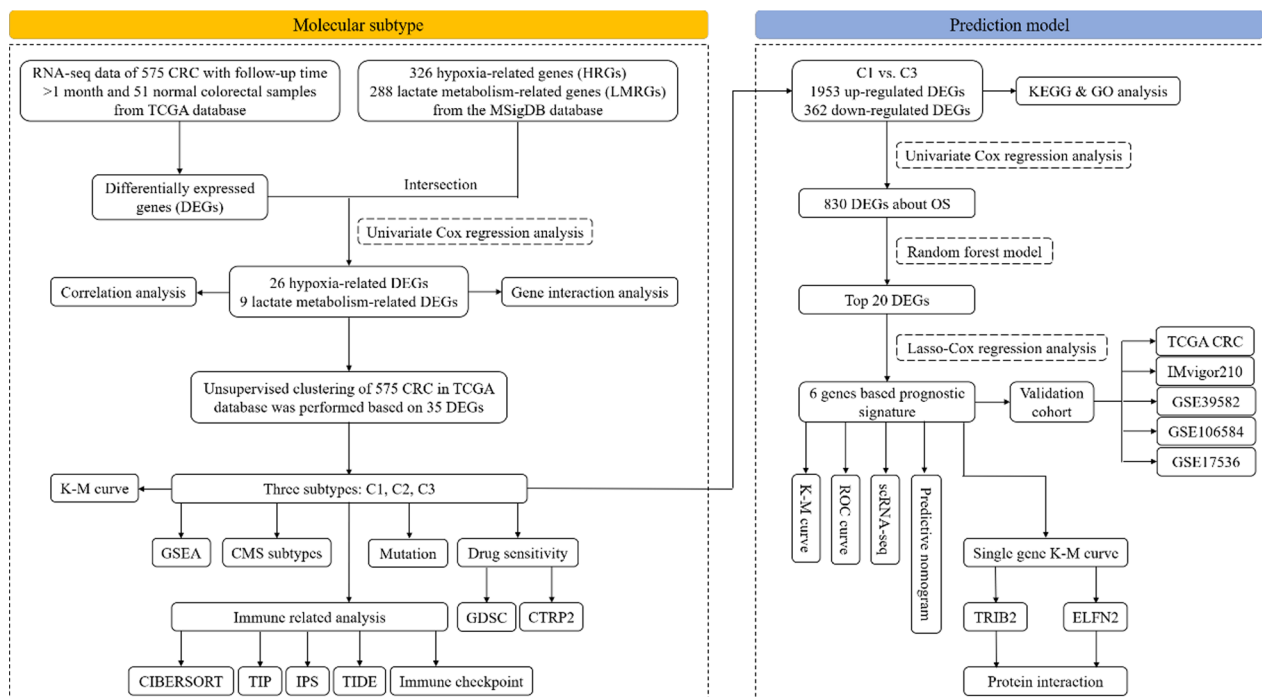 Molecular subtype
RNA-seq data of 575 CRC with follow-up time
>1 month and 51 normal colorectal samples
from TCGA database
326 hypoxia-related genes (HRGs)
288 lactate metabolism-related genes (LMRGs)
from the MSigDB database
Differentially expressed
genes (DEGs)
Intersection
Univariate Cox regression analysis
Correlation analysis
26 hypoxia-related DEGs
9 lactate metabolism-related DEGs
Gene interaction analysis
Unsupervised clustering of 575 CRC in TCGA
database was performed based on 35 DEGs
K-M curve
Three subtypes: C1, C2, C3
GSEA
CMS subtypes
Mutation
Drug sensitivity
GDSC
CTRP2
Immune related analysis
CIBERSORT
TIP
IPS
TIDE
Immune checkpoint
Prediction model
C1 vs. C3
1953 up-regulated DEGs
362 down-regulated DEGs
KEGG & GO analysis
Univariate Cox regression analysis
830 DEGs about OS
Random forest model
Top 20 DEGs
Lasso-Cox regression analysis
6 genes based prognostic
signature
Validation
cohort
TCGA CRC
IMvigor210
GSE39582
GSE106584
GSE17536
K-M curve
ROC curve
scRNA-seq
Predictive nomogram
Single gene K-M curve
TRIB2
ELFN2
Protein interaction